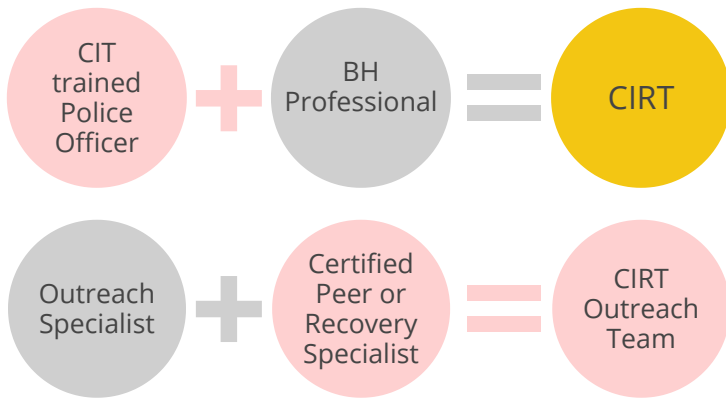 CIT
trained
Police
Officer
BH
Professional
CIRT
Outreach
Specialist
Certified
Peer or
Recovery
Specialist
CIRT
Outreach
Team